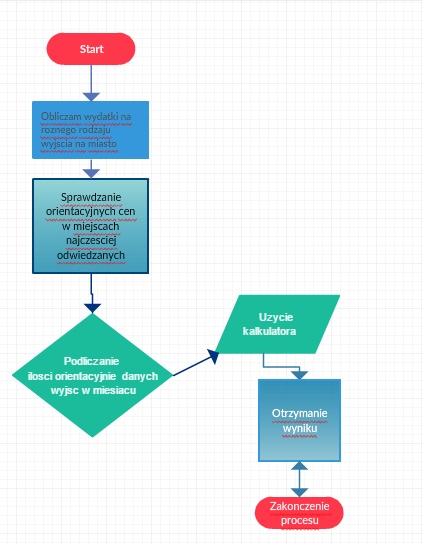 Start
Obliczam wydatki na
roznego rodzaju
wyjscia na miasto
Sprawdzanie
orientacyjnych cen
w miejscach
najczesciej
odwiedzanych
Podliczanie
ilosci orientacyjnie danych
wyjsc w miesiacu
Uzycie
kalkulatora
Otrzymanie
wyniku
Zakonczenie
procesu